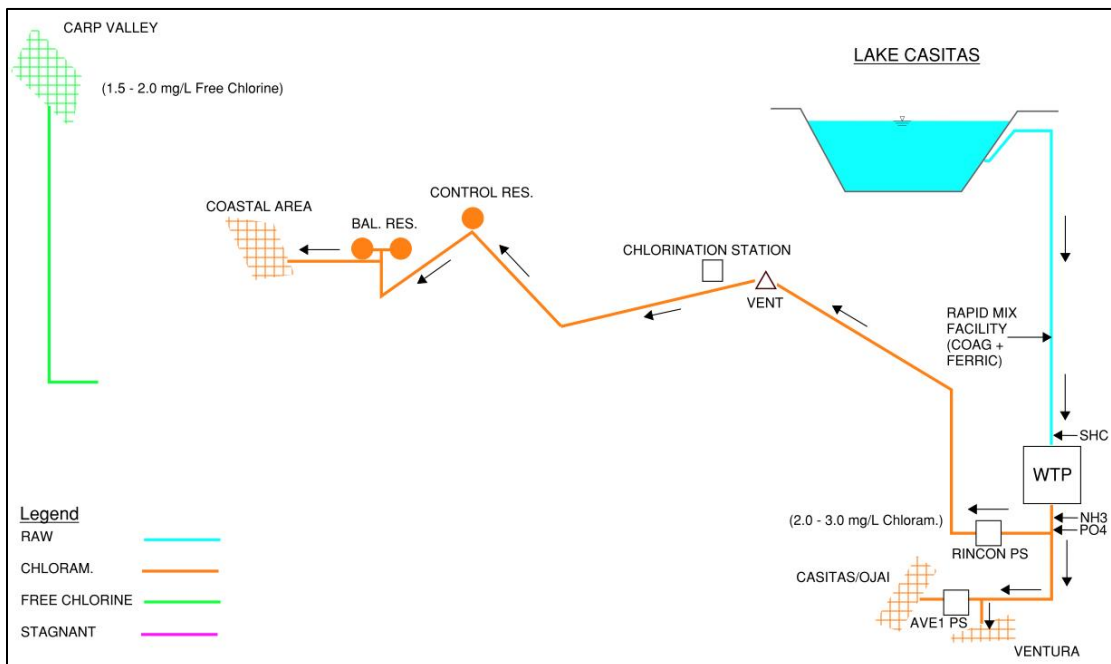 CARP VALLEY
(1.5 - 2.0 mg/L Free Chlorine)
LAKE CASITAS
COASTAL AREA
CONTROL RES.
BAL. RES.
CHLORINATION STATION
VENT
RAPID MIX
FACILITY
(COAG +
FERRIC)
SHC
WTP
NH3
PO4
(2.0 - 3.0 mg/L Chloram.)
RINCON PS
CASITAS/OJAI
AVE1 PS
VENTURA
Legend
RAW
CHLORAM.
FREE CHLORINE
STAGNANT